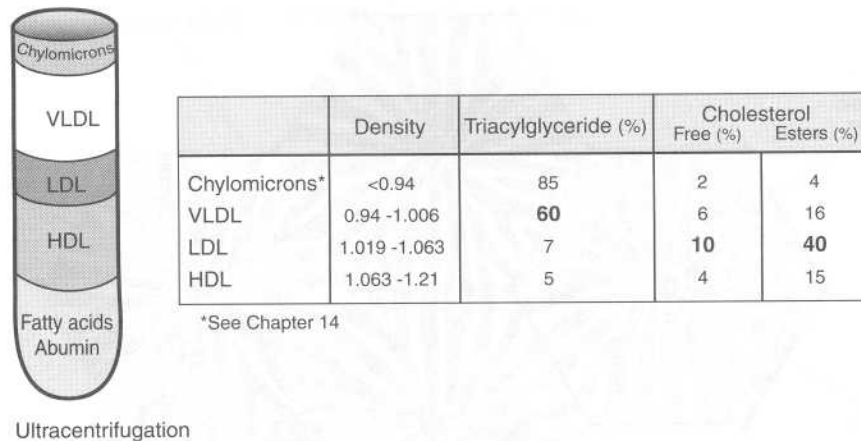 Chylomicrons
VLDL
LDL
HDL
Fatty acids
Abumin
Ultracentrifugation
Density Triacylglyceride (%) Cholesterol
Free (%) Esters (%)
Chylomicrons* <0.94 85 2 4
VLDL 0.94 -1.006 60 6 16
LDL 1.019 -1.063 7 10 40
HDL 1.063 -1.21 5 4 15
*See Chapter 14